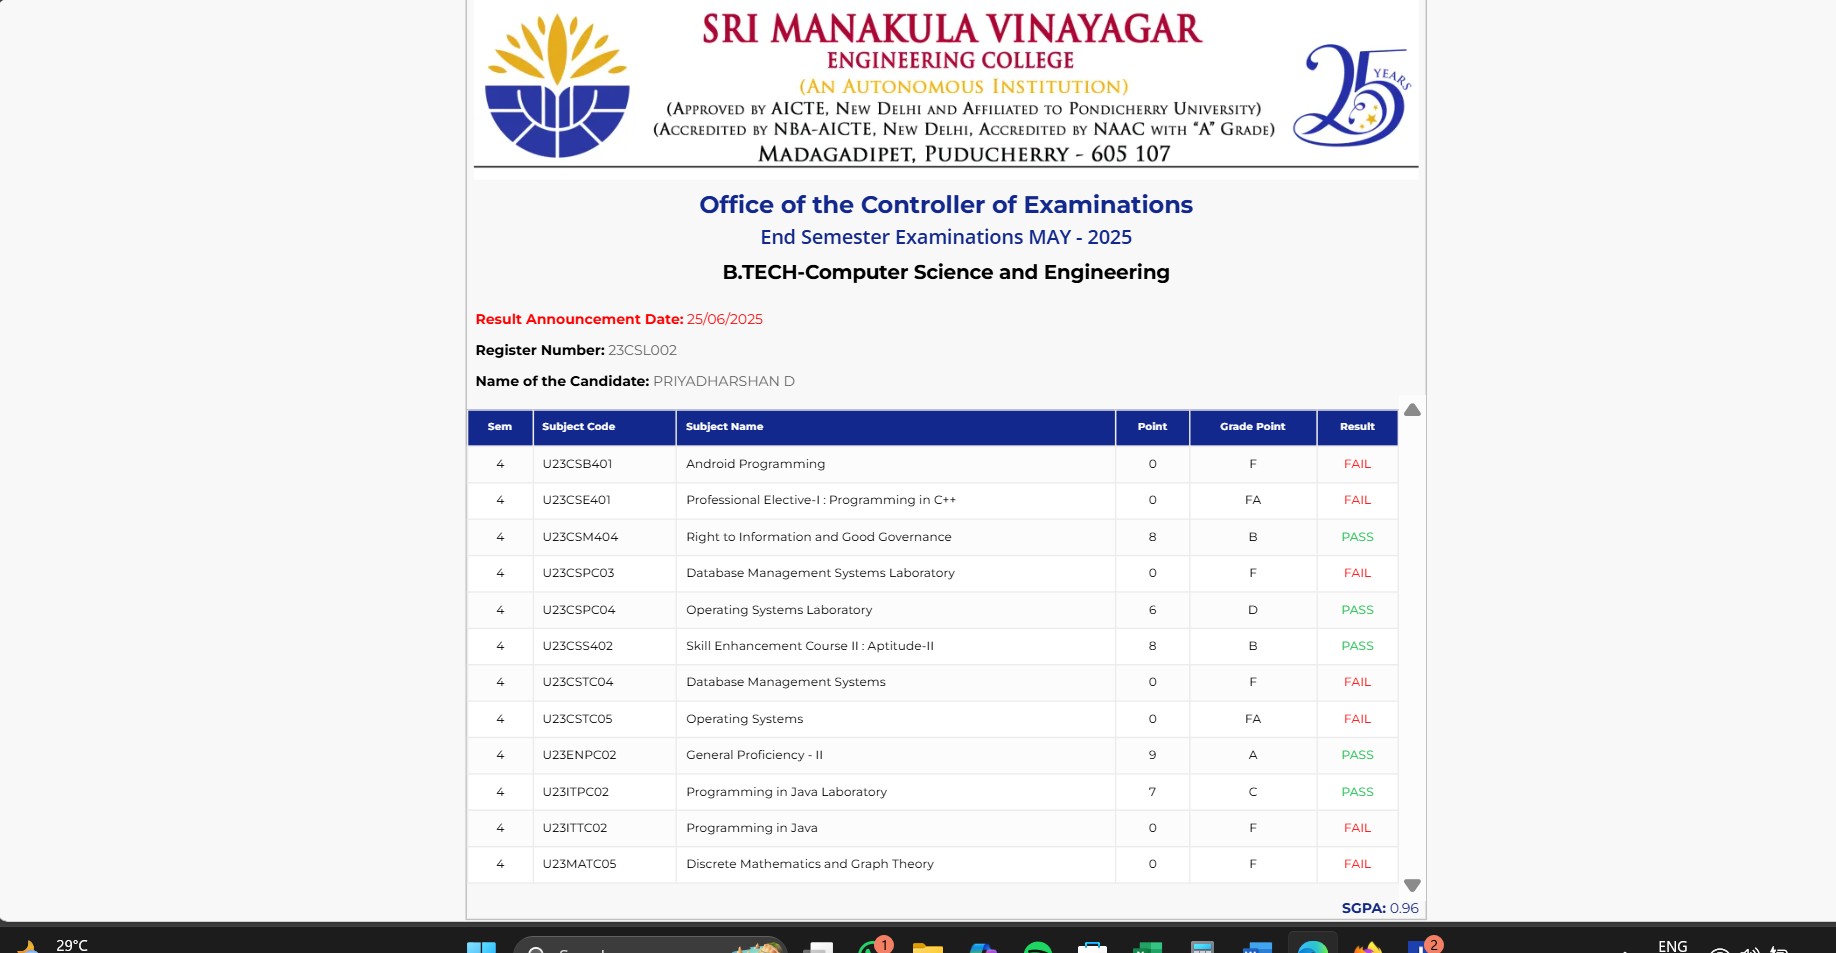 SRI MANAKULA VINAYAGAR
ENGINEERING COLLEGE
(AN AUTONOMOUS INSTITUTION)
(APPROVED BY AICTE, NEW DELHI AND AFFILIATED TO PONDICHERRY UNIVERSITY)
(ACCREDITED BY NBA-AICTE, NEW DELHI, ACCREDITED BY NAAC WITH “A” GRADE)
MADAGADIPET, PUDUCHERRY - 605 107
25 YEARS
Office of the Controller of Examinations
End Semester Examinations MAY - 2025
B.TECH-Computer Science and Engineering
Result Announcement Date: 25/06/2025
Register Number: 23CSL002
Name of the Candidate: PRIYADHARSHAN D
Sem Subject Code Subject Name Point Grade Point Result
4 U23CSB401 Android Programming 0 F FAIL
4 U23CSE401 Professional Elective-I : Programming in C++ 0 FA FAIL
4 U23CSM404 Right to Information and Good Governance 8 B PASS
4 U23CSPC03 Database Management Systems Laboratory 0 F FAIL
4 U23CSPC04 Operating Systems Laboratory 6 D PASS
4 U23CSS402 Skill Enhancement Course II : Aptitude-II 8 B PASS
4 U23CSTC04 Database Management Systems 0 F FAIL
4 U23CSTC05 Operating Systems 0 FA FAIL
4 U23ENPC02 General Proficiency - II 9 A PASS
4 U23ITPC02 Programming in Java Laboratory 7 C PASS
4 U23ITTC02 Programming in Java 0 F FAIL
4 U23MATC05 Discrete Mathematics and Graph Theory 0 F FAIL
SGPA: 0.96
29°C 1 2 ENG